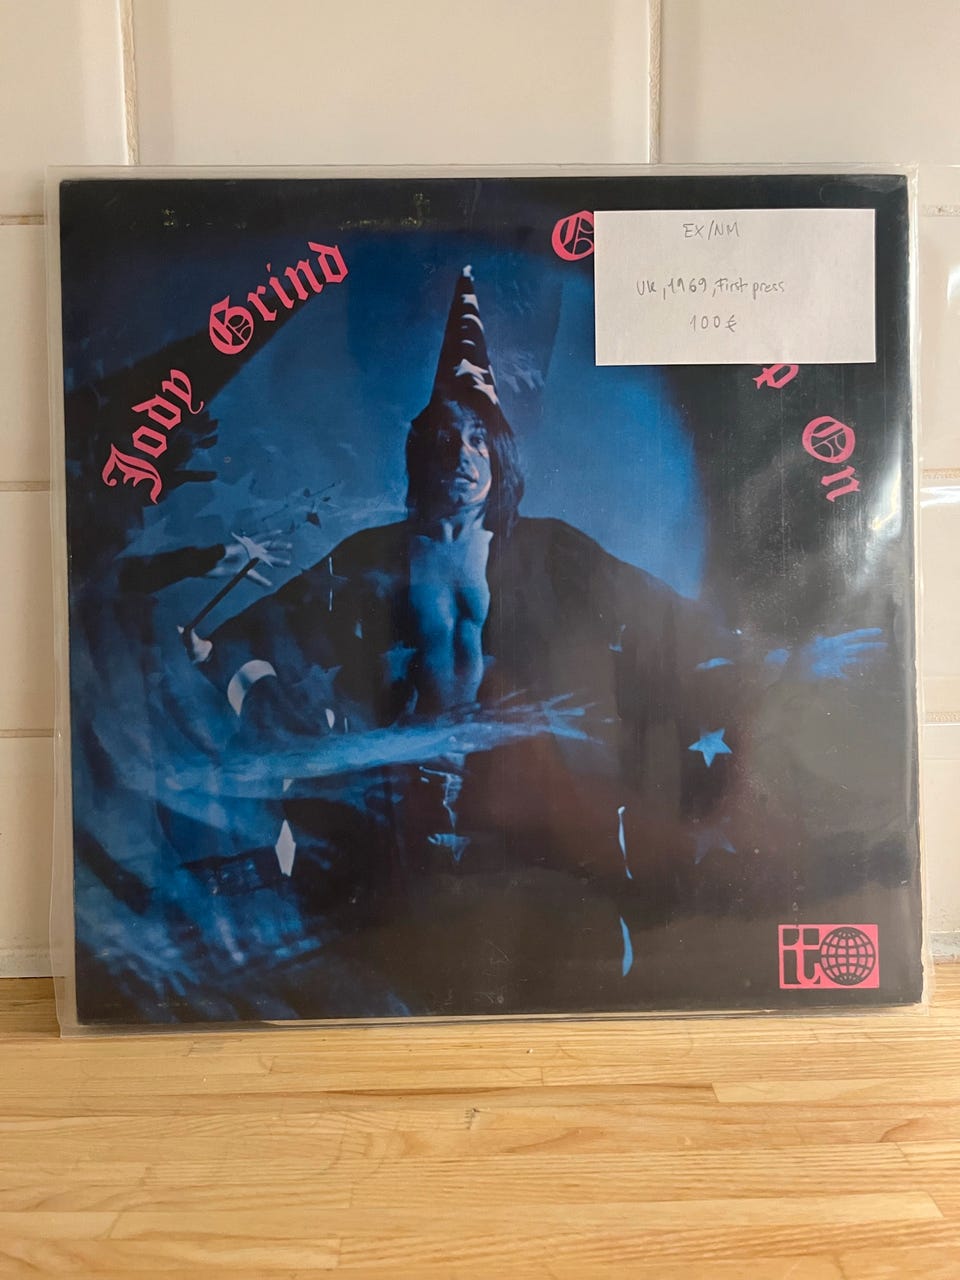 Jody Grind
On
EX/NM
UK, 1969, First press
100€
it